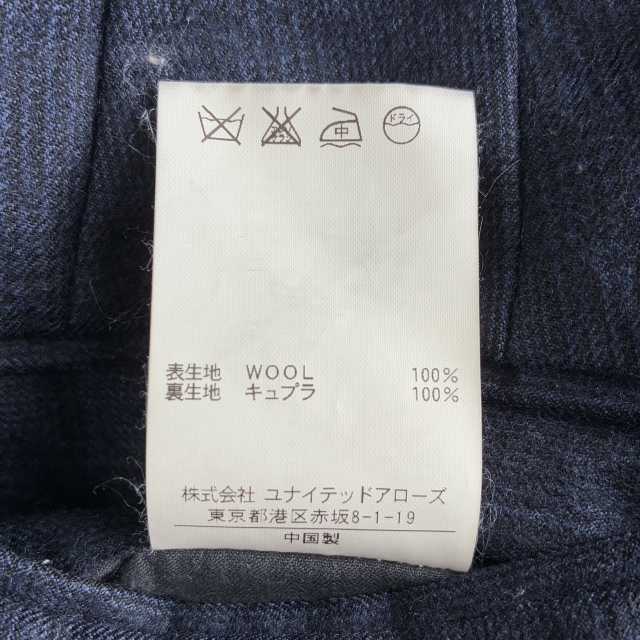 中 ドライ
表生地 WOOL 100%
裏生地 キュプラ 100%
株式会社 ユナイテッドアローズ
東京都港区赤坂8-1-19
中国製